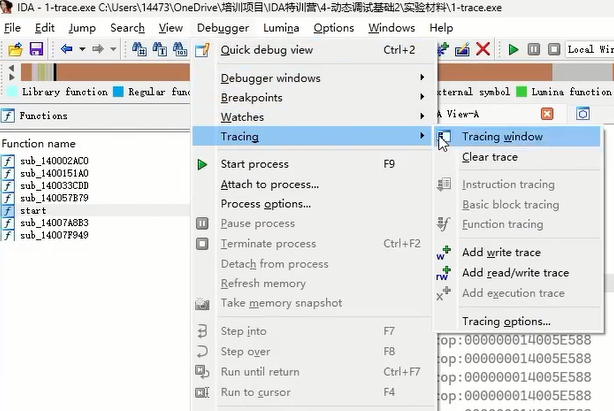 IDA - 1-trace.exe C:\Users\14473\OneDrive\培训项目\IDA特训营\4-动态调试基础2\实验材料\1-trace.exe
File Edit Jump Search View Debugger Lumina Options Windows Help
Quick debug view Ctrl+2
Local Win
Debugger windows
Library function Regular func
xternal symbol Lumina function
Breakpoints
Functions
Watches
A View-A
Tracing
Tracing window
Function name
Clear trace
sub_140002AC0
Start process F9
sub_1400151A0
Attach to process...
Instruction tracing
sub_140033CDD
Process options...
Basic block tracing
sub_140057B79
Pause process
Function tracing
start
Terminate process Ctrl+F2
sub_14007A8B3
Detach from process
Add write trace
sub_14007F949
Refresh memory
Add read/write trace
Take memory snapshot
Add execution trace
Step into F7
Tracing options...
Step over F8
top:000000014005E588
Run until return Ctrl+F7
top:000000014005E588
Run to cursor F4
top:000000014005E588